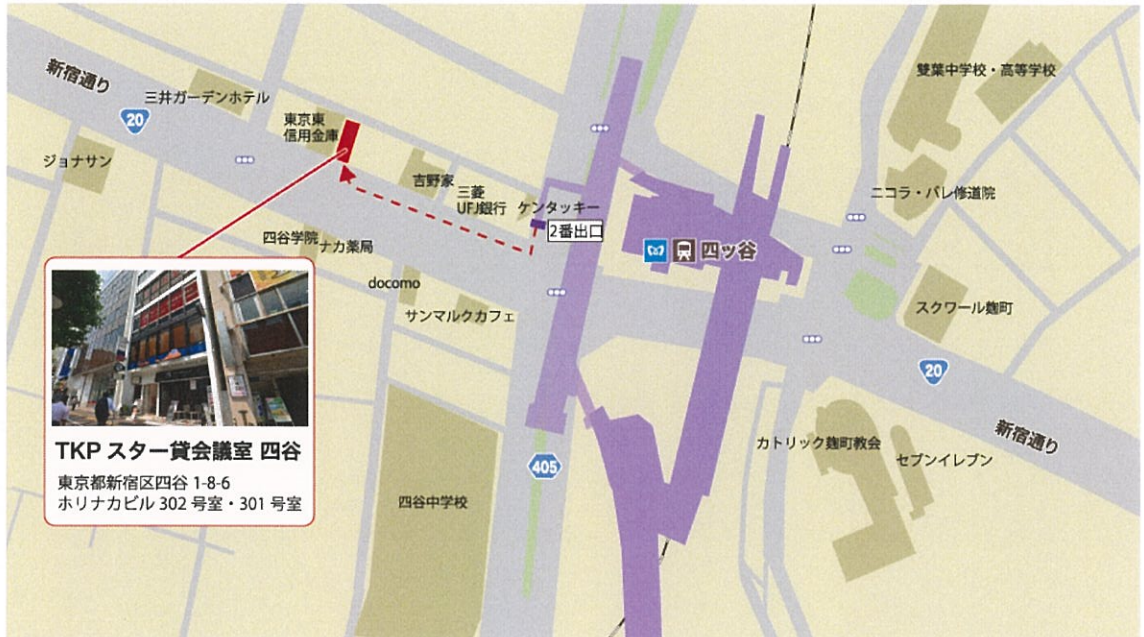 新宿通り
20
三井ガーデンホテル
東京東
信用金庫
ジョナサン
吉野家
三菱
UFJ銀行
ケンタッキー
2番出口
四谷学院
ナカ薬局
docomo
サンマルクカフェ
四ッ谷
雙葉中学校・高等学校
ニコラ・バレ修道院
スクワール麹町
20
新宿通り
カトリック麹町教会
セブンイレブン
405
四谷中学校
TKP スター貸会議室 四谷
東京都新宿区四谷 1-8-6
ホリナカビル 302 号室・301 号室